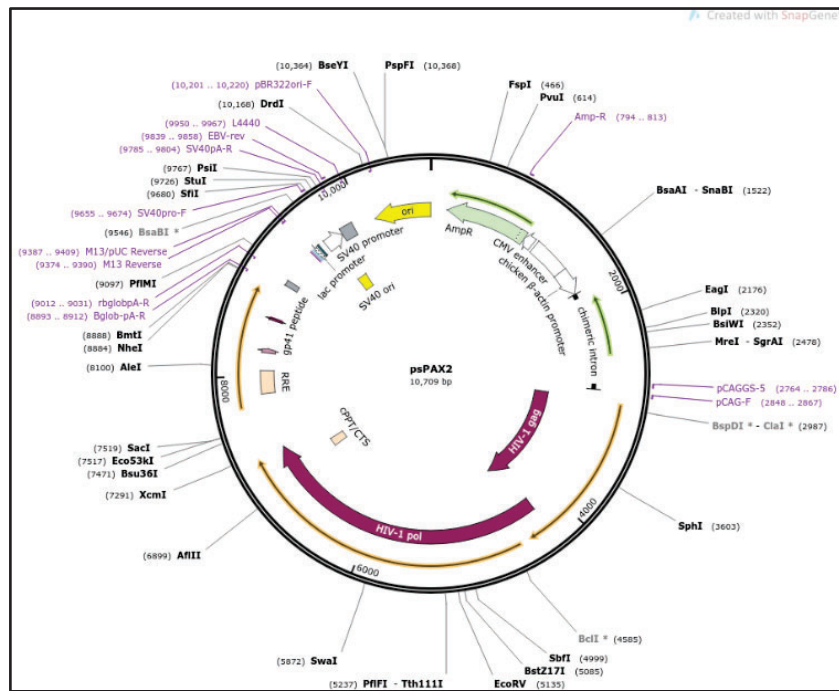 Created with SnapGene
(10,364) BseYI
PspFI (10,368)
(10,201 .. 10,220) pBR322ori-F
(10,168) DrdI
(9950 .. 9967) L4440
(9839 .. 9858) EBV-rev
(9785 .. 9804) SV40pA-R
(9767) PsiI
(9726) StuI
(9680) SfiI
(9655 .. 9674) SV40pro-F
(9546) BsaBI *
(9387 .. 9409) M13/pUC Reverse
(9374 .. 9390) M13 Reverse
(9097) PflMI
(9012 .. 9031) rbglobpA-R
(8893 .. 8912) Bglob-pA-R
(8888) BmtI
(8884) NheI
(8100) AleI
(7519) SacI
(7517) Eco53kI
(7471) Bsu36I
(7291) XcmI
(6899) AflII
(5872) SwaI
(5237) PflFI - Tth111I
FspI (466)
PvuI (614)
Amp-R (794 .. 813)
BsaAI - SnaBI (1522)
EagI (2176)
BlpI (2320)
BsiWI (2352)
MreI - SgrAI (2478)
pCAGGS-5 (2764 .. 2786)
pCAG-F (2848 .. 2867)
BspDI * - ClaI * (2987)
SphI (3603)
BclI * (4585)
SbfI (4999)
BstZ17I (5085)
EcoRV (5135)
10,000
2000
4000
6000
8000
ori
AmpR
CMV enhancer
chicken β-actin promoter
chimeric intron
SV40 promoter
lac promoter
SV40 ori
gp41 peptide
RRE
cPPT/CTS
psPAX2
10,709 bp
HIV-1 gag
HIV-1 pol